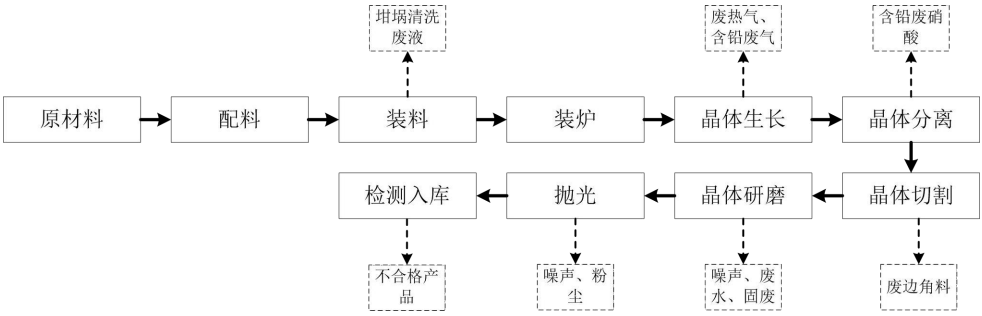 坩埚清洗
废液
废热气、
含铅废气
含铅废硝
酸
原材料
配料
装料
装炉
晶体生长
晶体分离
检测入库
抛光
晶体研磨
晶体切割
不合格产
品
噪声、粉
尘
噪声、废
水、固废
废边角料